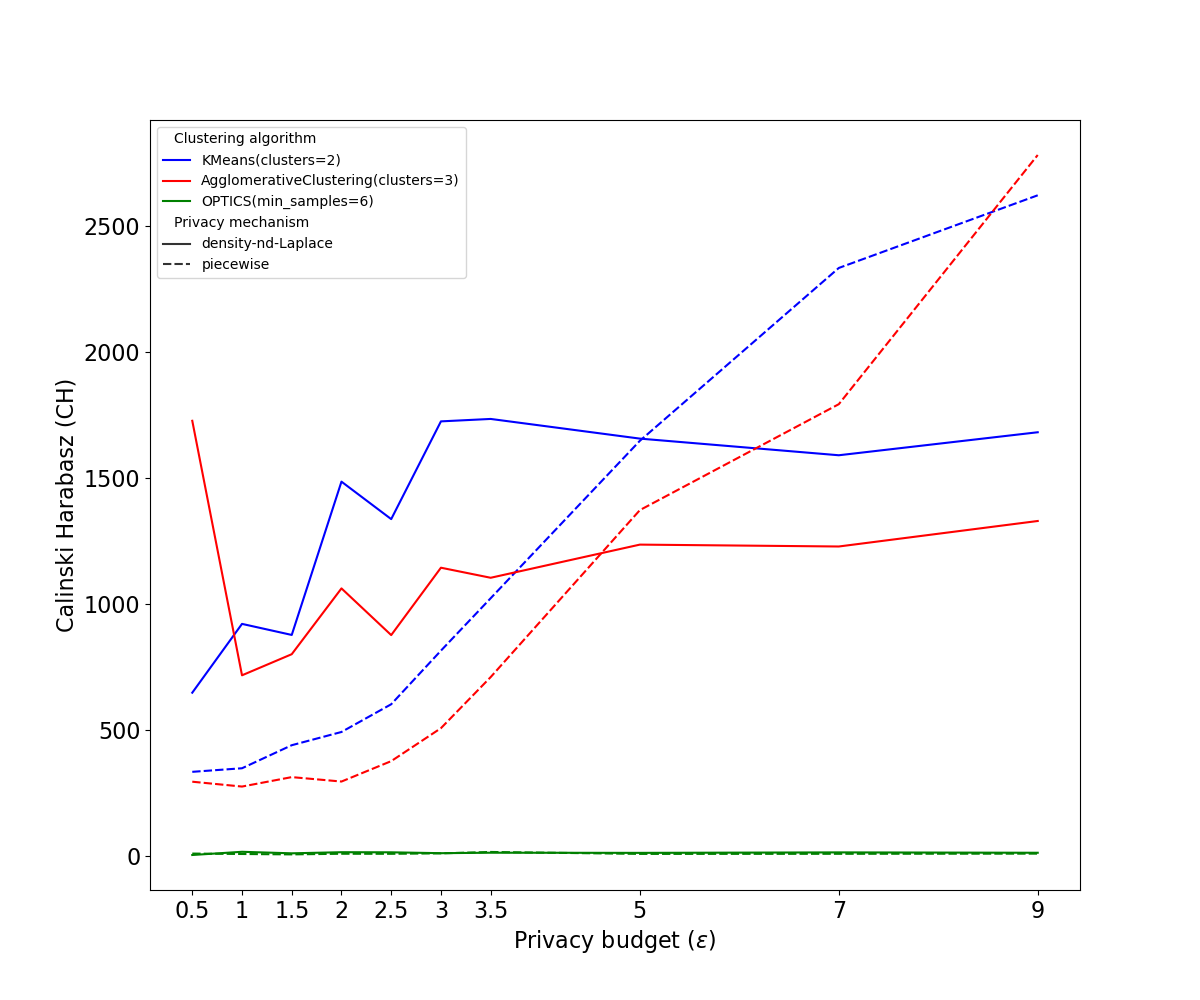 Clustering algorithm
KMeans(clusters=2)
AgglomerativeClustering(clusters=3)
OPTICS(min_samples=6)
Privacy mechanism
density-nd-Laplace
piecewise
Calinski Harabasz (CH)
2500
2000
1500
1000
500
0
0.5 1 1.5 2 2.5 3 3.5 5 7 9
Privacy budget (ε)